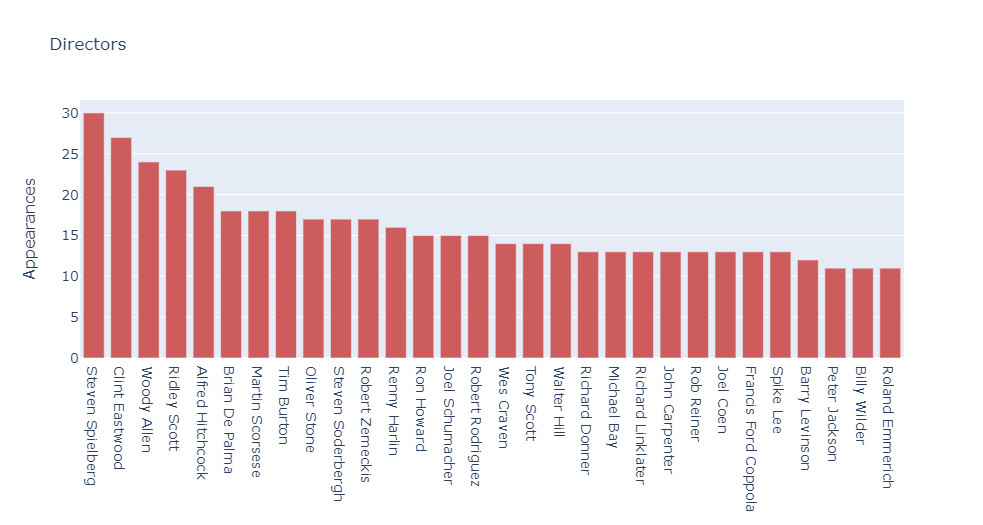 Directors
Appearances
30
25
20
15
10
5
0
Steven Spielberg
Clint Eastwood
Woody Allen
Ridley Scott
Alfred Hitchcock
Brian De Palma
Martin Scorsese
Tim Burton
Oliver Stone
Steven Soderbergh
Robert Zemeckis
Renny Harlin
Ron Howard
Joel Schumacher
Robert Rodriguez
Wes Craven
Tony Scott
Walter Hill
Richard Donner
Michael Bay
Richard Linklater
John Carpenter
Rob Reiner
Joel Coen
Francis Ford Coppola
Spike Lee
Barry Levinson
Peter Jackson
Billy Wilder
Roland Emmerich